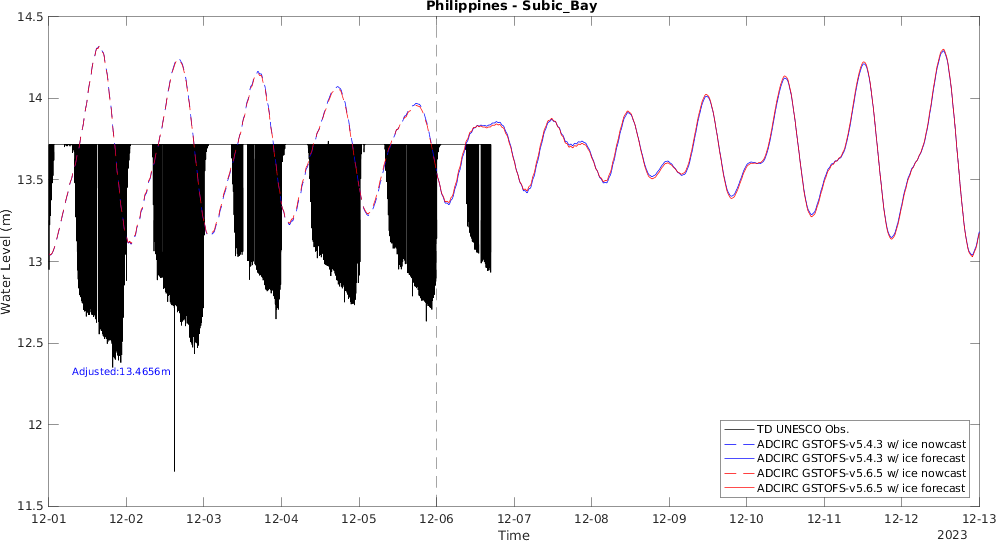 Philippines - Subic_Bay
14.5
14
13.5
13
12.5
12
11.5
Water Level (m)
Adjusted:13.4656m
TD UNESCO Obs.
ADCIRC GSTOFS-v5.4.3 w/ ice nowcast
ADCIRC GSTOFS-v5.4.3 w/ ice forecast
ADCIRC GSTOFS-v5.6.5 w/ ice nowcast
ADCIRC GSTOFS-v5.6.5 w/ ice forecast
12-01 12-02 12-03 12-04 12-05 12-06 12-07 12-08 12-09 12-10 12-11 12-12 12-13
Time
2023